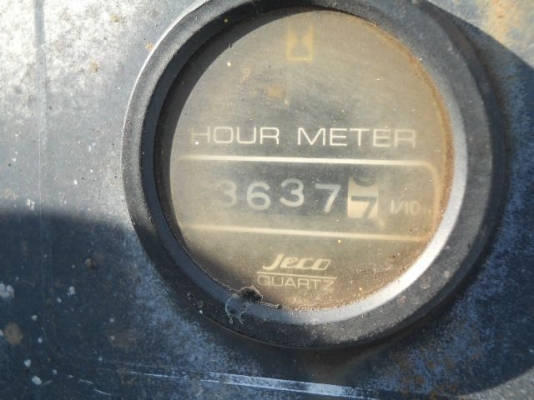 HOUR METER
36377 1/10
Jeco
QUARTZ